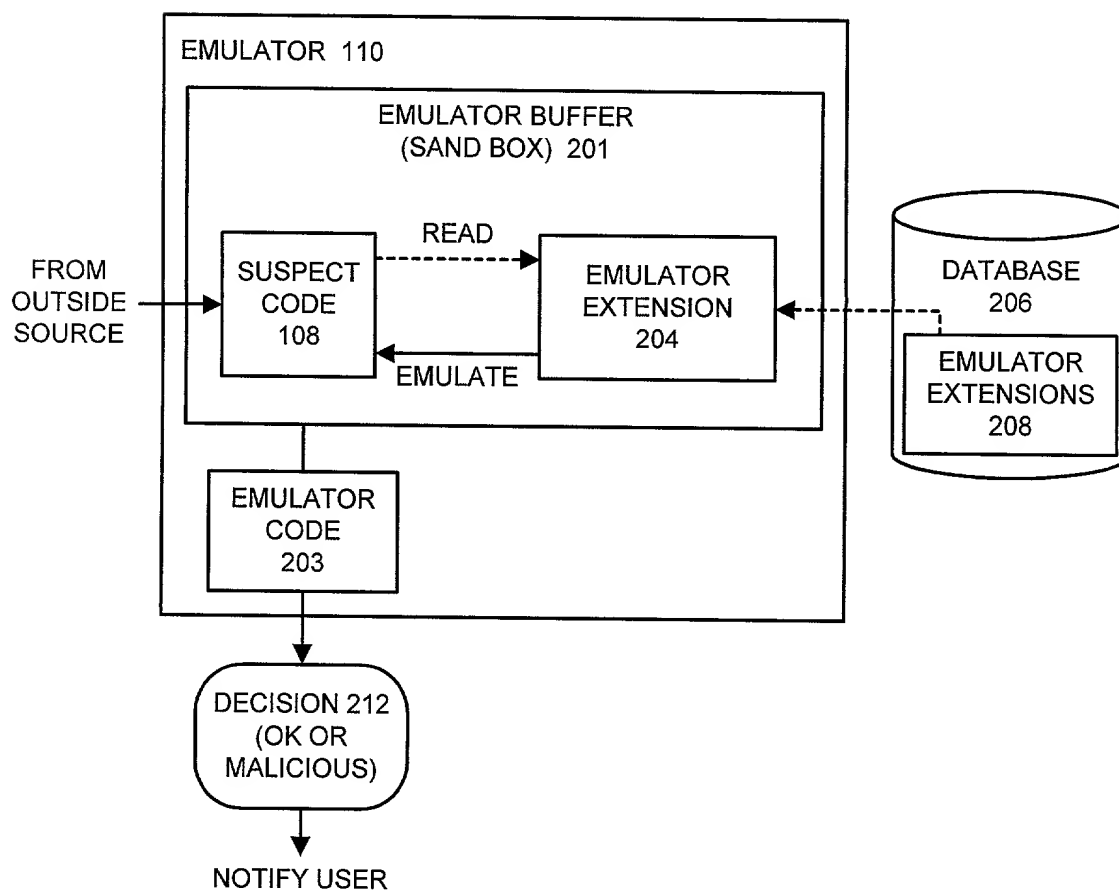 EMULATOR 110
EMULATOR BUFFER
(SAND BOX) 201
READ
FROM
OUTSIDE
SOURCE
SUSPECT
CODE
108
EMULATOR
EXTENSION
204
EMULATE
DATABASE
206
EMULATOR
EXTENSIONS
208
EMULATOR
CODE
203
DECISION 212
(OK OR
MALICIOUS)
NOTIFY USER